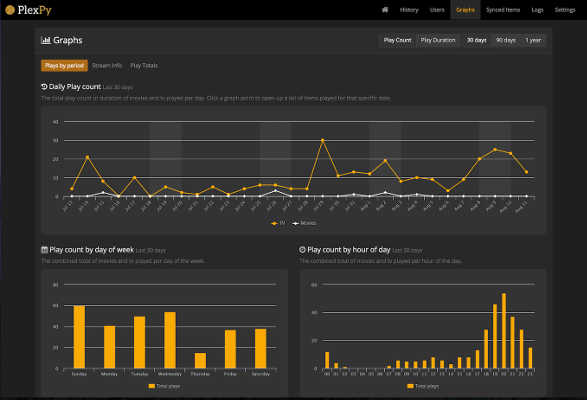 PlexPy
History Users Graphs Synced Items Logs Settings
Graphs
Play Count Play Duration 30 days 90 days 1 year
Plays by period Stream Info Play Totals
Daily Play count Last 30 days
The total play count or duration of movies and tv played per day. Click a graph point to open up a list of items played for that specific date.
40
30
20
10
0
TV Movies
Play count by day of week Last 30 days
The combined total of movies and tv played per day of the week.
80
60
40
20
0
Sunday Monday Tuesday Wednesday Thursday Friday Saturday
Total plays
Play count by hour of day Last 30 days
The combined total of movies and tv played per hour of the day.
60
40
20
0
00 01 02 03 04 05 06 07 08 09 10 11 12 13 14 15 16 17 18 19 20 21 22 23
Total plays